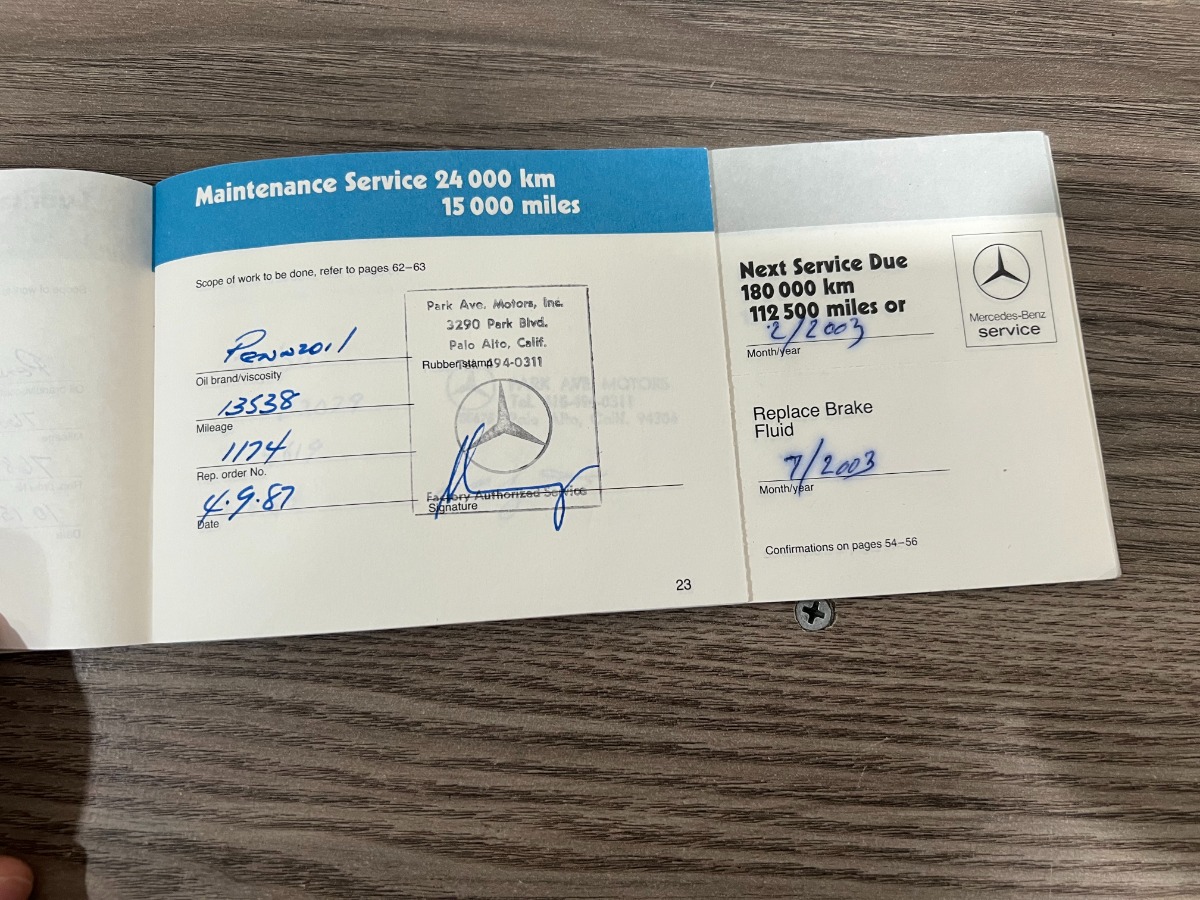 Maintenance Service 24 000 km
15 000 miles
Scope of work to be done, refer to pages 62–63
Pennzoil
Oil brand/viscosity
13538
Mileage
1174
Rep. order No.
4.9.87
Date
Park Ave. Motors, Inc.
3290 Park Blvd.
Palo Alto, Calif.
494-0311
Rubber stamp
Factory Authorized Service
Signature
PARK AVE MOTORS
23
Next Service Due
180 000 km
112 500 miles or
2/2003
Month/year
Mercedes-Benz
service
Replace Brake
Fluid
7/2003
Month/year
Confirmations on pages 54–56